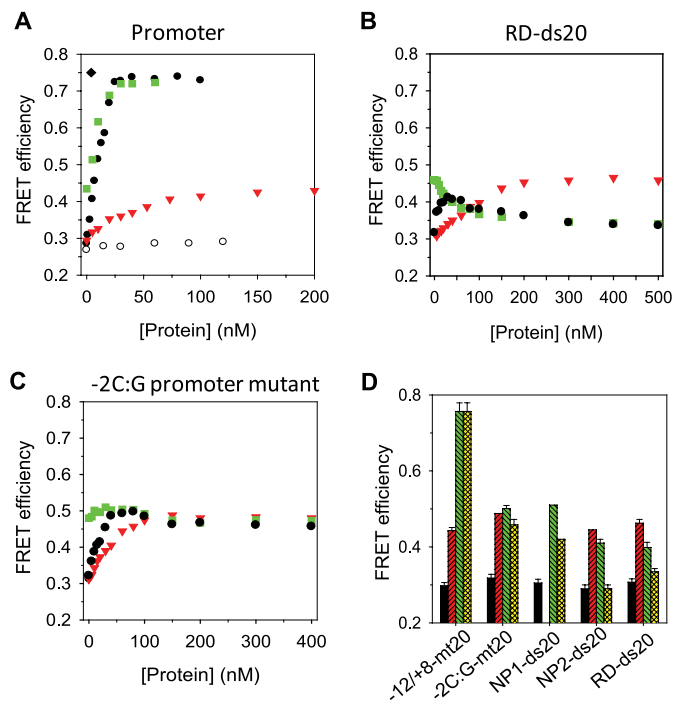 A
Promoter
FRET efficiency
0.8
0.7
0.6
0.5
0.4
0.3
0.2
0 50 100 150 200
[Protein] (nM)
B
RD-ds20
FRET efficiency
0.8
0.7
0.6
0.5
0.4
0.3
0.2
0 100 200 300 400 500
[Protein] (nM)
C
-2C:G promoter mutant
FRET efficiency
0.8
0.7
0.6
0.5
0.4
0.3
0.2
0 100 200 300 400
[Protein] (nM)
D
FRET efficiency
0.8
0.6
0.4
0.2
-12/+8-mt20
-2C:G-mt20
NP1-ds20
NP2-ds20
RD-ds20